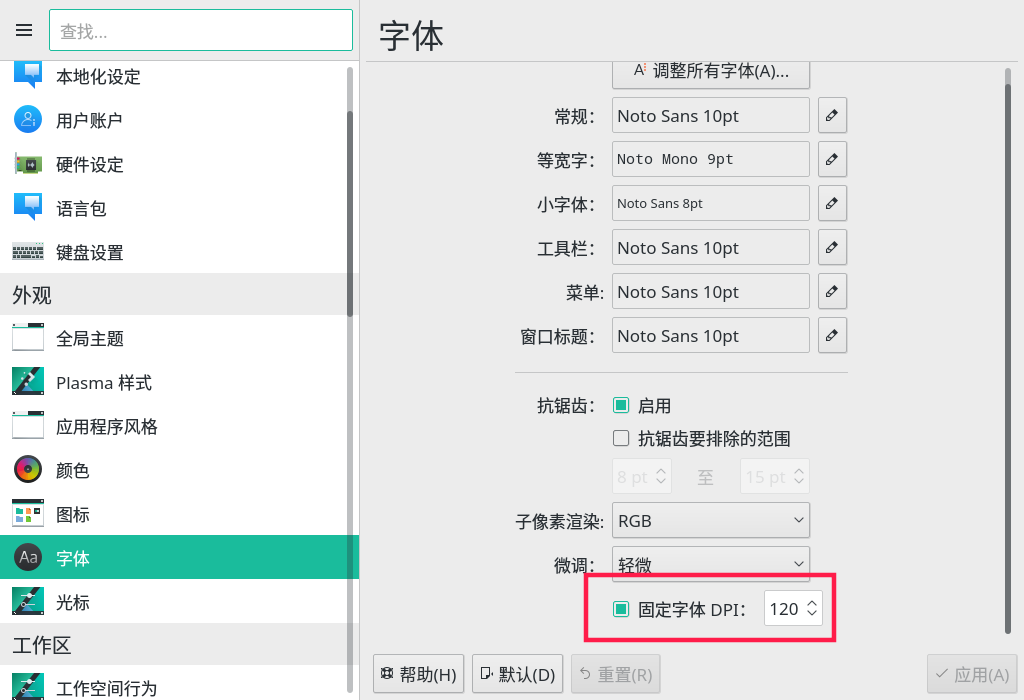 查找...
本地化设定
用户账户
硬件设定
语言包
键盘设置
外观
全局主题
Plasma 样式
应用程序风格
颜色
图标
Aa 字体
光标
工作区
工作空间行为
字体
调整所有字体(A)...
常规： Noto Sans 10pt
等宽字： Noto Mono 9pt
小字体： Noto Sans 8pt
工具栏： Noto Sans 10pt
菜单: Noto Sans 10pt
窗口标题： Noto Sans 10pt
抗锯齿： 启用
抗锯齿要排除的范围
8 pt 至 15 pt
子像素渲染: RGB
微调： 轻微
固定字体 DPI： 120
帮助(H) 默认(D) 重置(R) 应用(A)